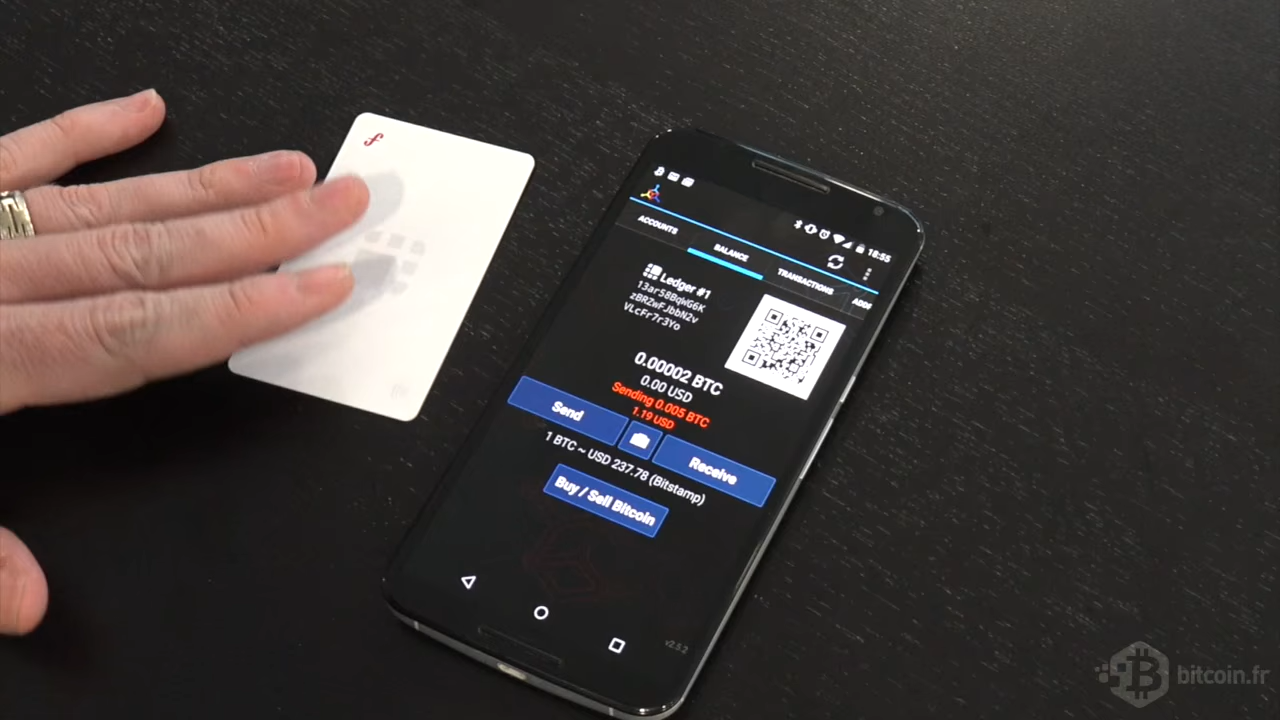 f
18:55
ACCOUNTS
BALANCE
TRANSACTIONS
ADDR
Ledger #1
13ar58BqWG6K
zBRZwFJbbN2v
VLcFr7r3Yo
0.00002 BTC
0.00 USD
Sending 0.005 BTC
1.19 USD
Send
Receive
1 BTC ~ USD 237.78 (Bitstamp)
Buy / Sell Bitcoin
v2.5.2
bitcoin.fr